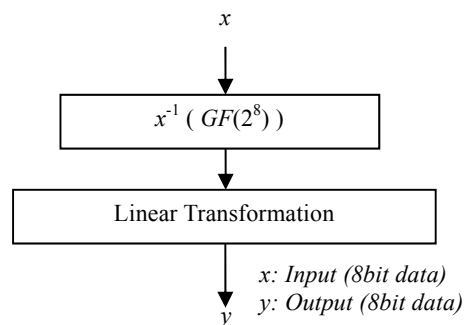 x
x⁻¹ ( GF(2⁸) )
Linear Transformation
x: Input (8bit data)
y: Output (8bit data)
y